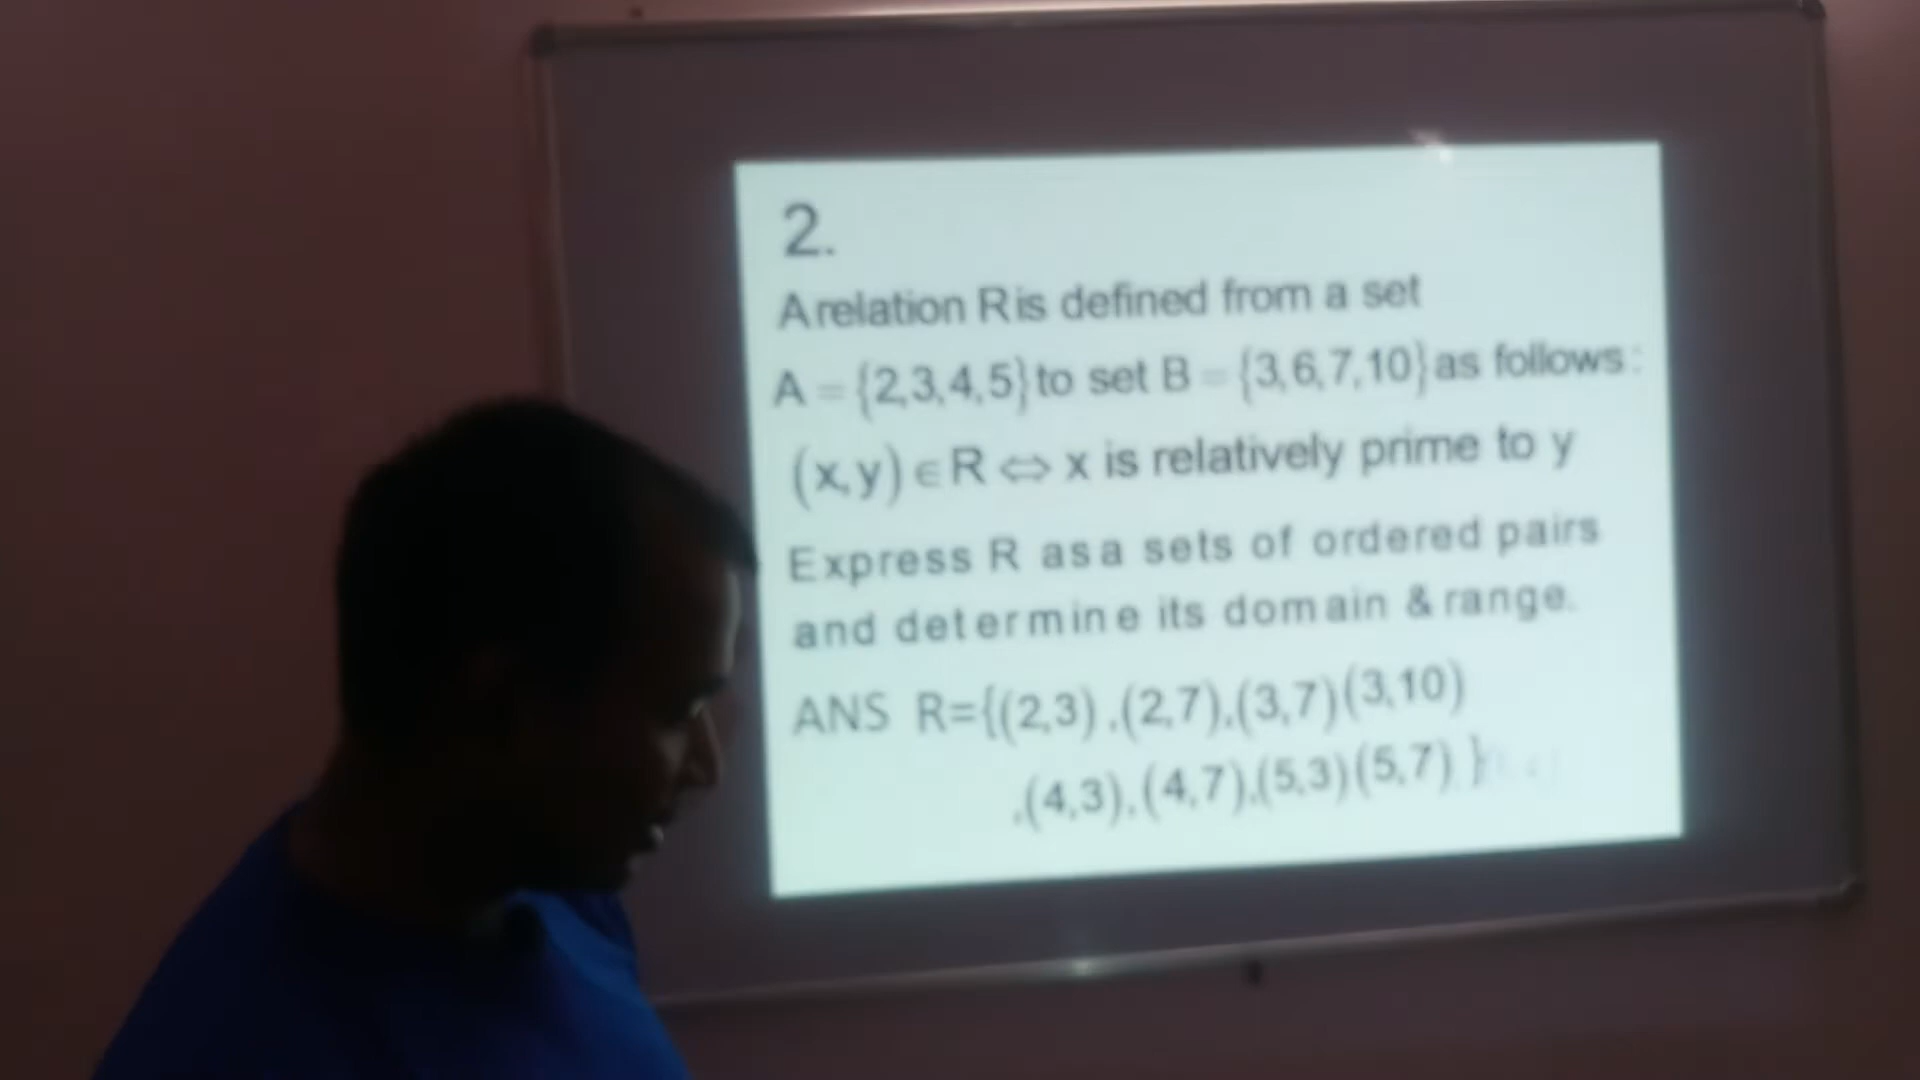 2.
A relation R is defined from a set
A = {2,3,4,5} to set B = {3,6,7,10} as follows:
(x,y) ∈ R ⇔ x is relatively prime to y
Express R as a sets of ordered pairs
and determine its domain & range.
ANS R={(2,3) ,(2,7),(3,7)(3,10)
,(4,3),(4,7),(5,3)(5,7) }